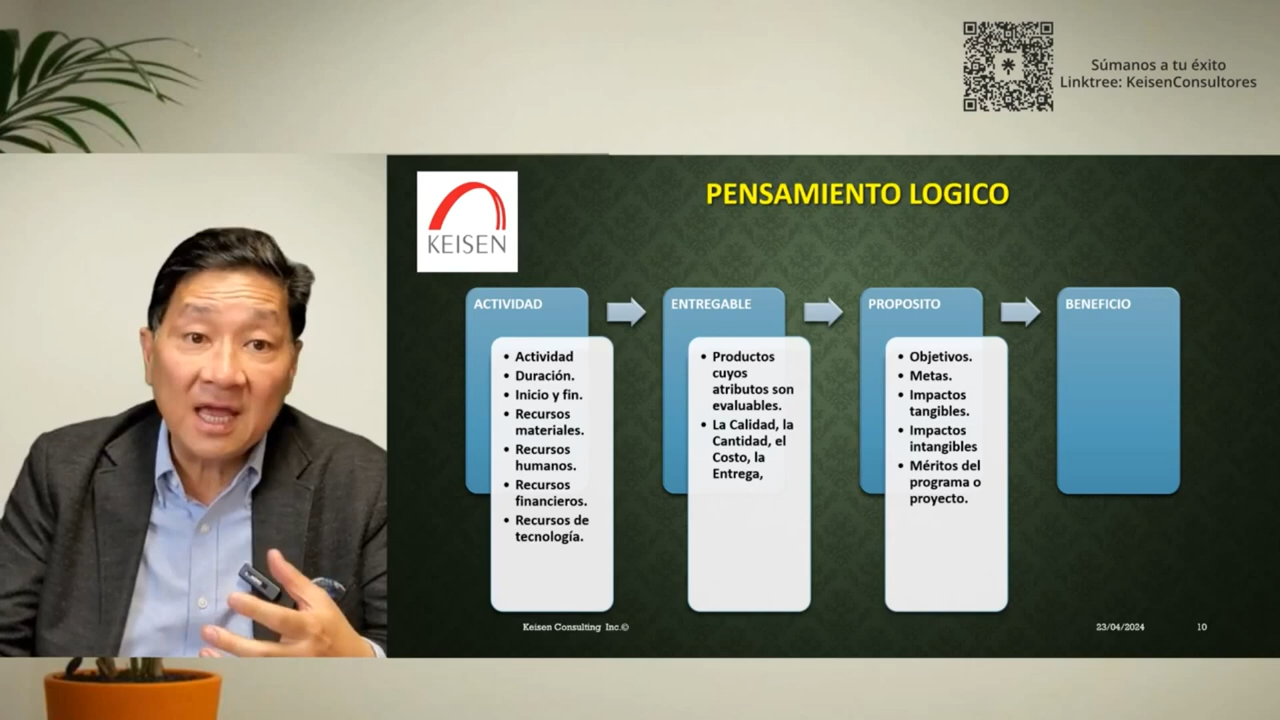 Súmanos a tu éxito
Linktree: KeisenConsultores
KEISEN
PENSAMIENTO LOGICO
ACTIVIDAD
• Actividad
• Duración.
• Inicio y fin.
• Recursos
materiales.
• Recursos
humanos.
• Recursos
financieros.
• Recursos de
tecnología.
ENTREGABLE
• Productos
cuyos
atributos son
evaluables.
• La Calidad, la
Cantidad, el
Costo, la
Entrega,
PROPOSITO
• Objetivos.
• Metas.
• Impactos
tangibles.
• Impactos
intangibles
• Méritos del
programa o
proyecto.
BENEFICIO
Keisen Consulting Inc.©
23/04/2024
10